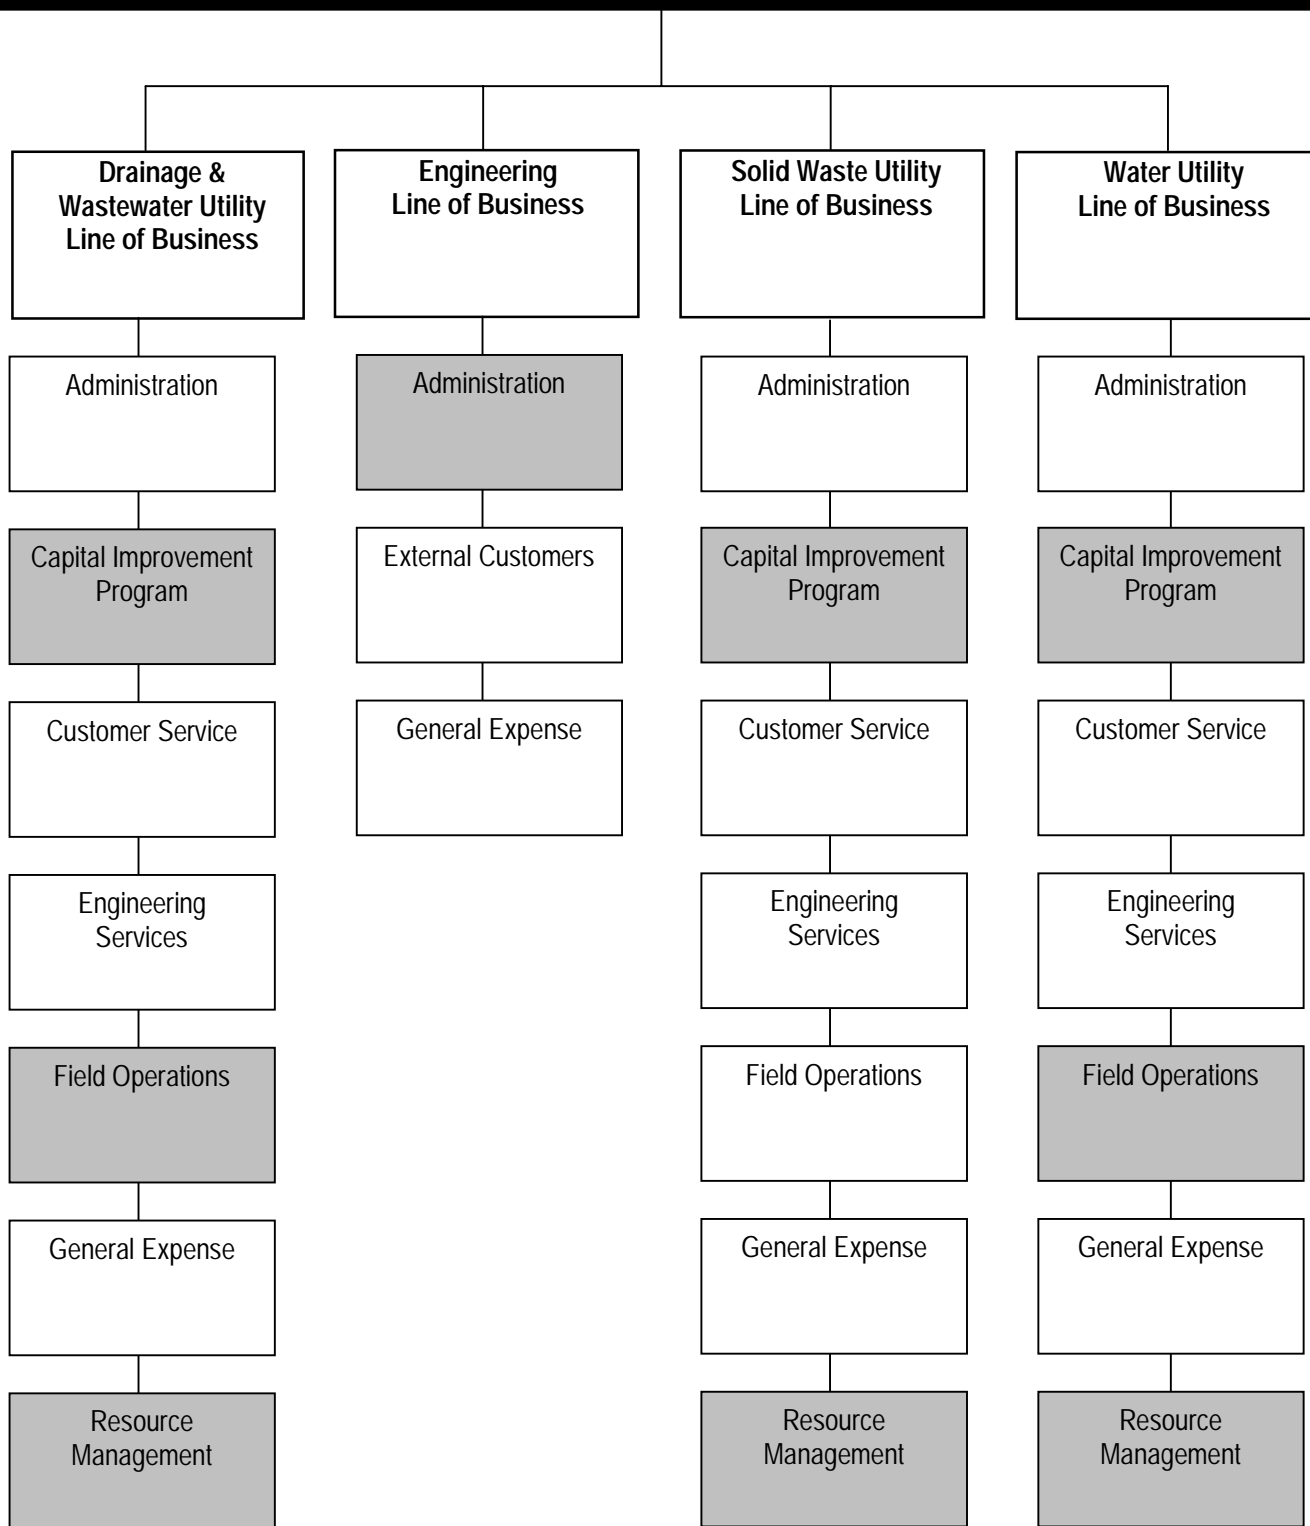 Drainage &
Wastewater Utility
Line of Business
Engineering
Line of Business
Solid Waste Utility
Line of Business
Water Utility
Line of Business
Administration
Capital Improvement
Program
Customer Service
Engineering
Services
Field Operations
General Expense
Resource
Management
Administration
External Customers
General Expense
Administration
Capital Improvement
Program
Customer Service
Engineering
Services
Field Operations
General Expense
Resource
Management
Administration
Capital Improvement
Program
Customer Service
Engineering
Services
Field Operations
General Expense
Resource
Management